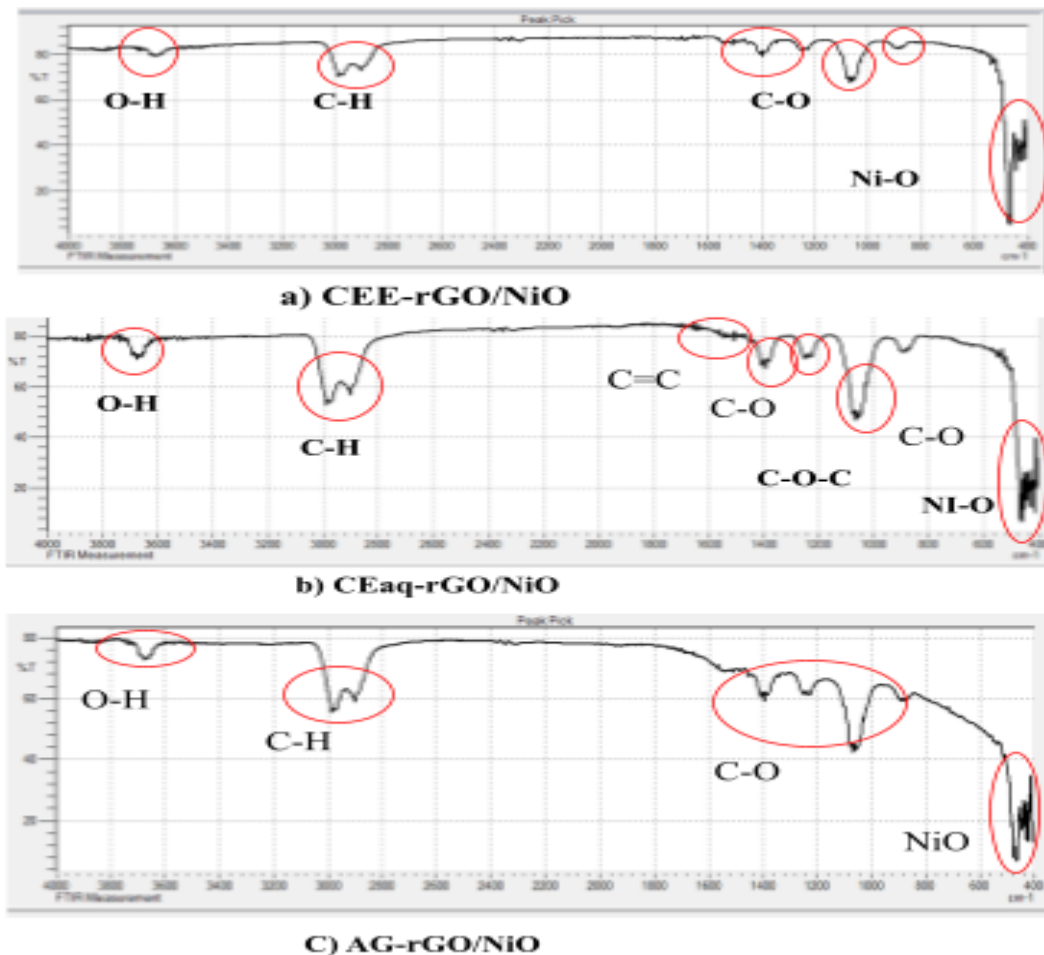 Peak Pick
80
%T
60
40
20
O-H
C-H
C-O
Ni-O
4000 3800 3600 3400 3200 3000 2800 2600 2400 2200 2000 1800 1600 1400 1200 1000 800 600 400
FTIR Measurement cm-1
a) CEE-rGO/NiO
80
%T
60
40
20
O-H
C-H
C=C
C-O
C-O
C-O-C
NI-O
4000 3800 3600 3400 3200 3000 2800 2600 2400 2200 2000 1800 1600 1400 1200 1000 800 600 400
FTIR Measurement cm-1
b) CEaq-rGO/NiO
Peak Pick
80
%T
60
40
20
O-H
C-H
C-O
NiO
4000 3800 3600 3400 3200 3000 2800 2600 2400 2200 2000 1800 1600 1400 1200 1000 800 600 400
FTIR Measurement cm-1
C) AG-rGO/NiO